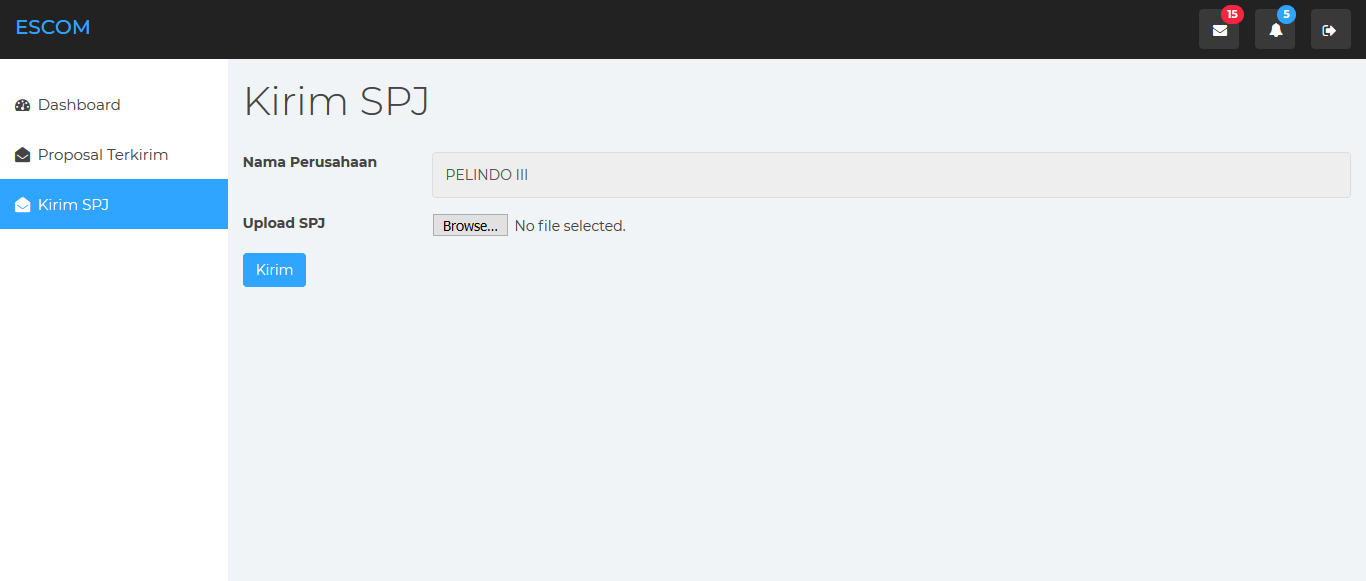 ESCOM
15
5
Dashboard
Proposal Terkirim
Kirim SPJ
Kirim SPJ
Nama Perusahaan
PELINDO III
Upload SPJ
Browse... No file selected.
Kirim